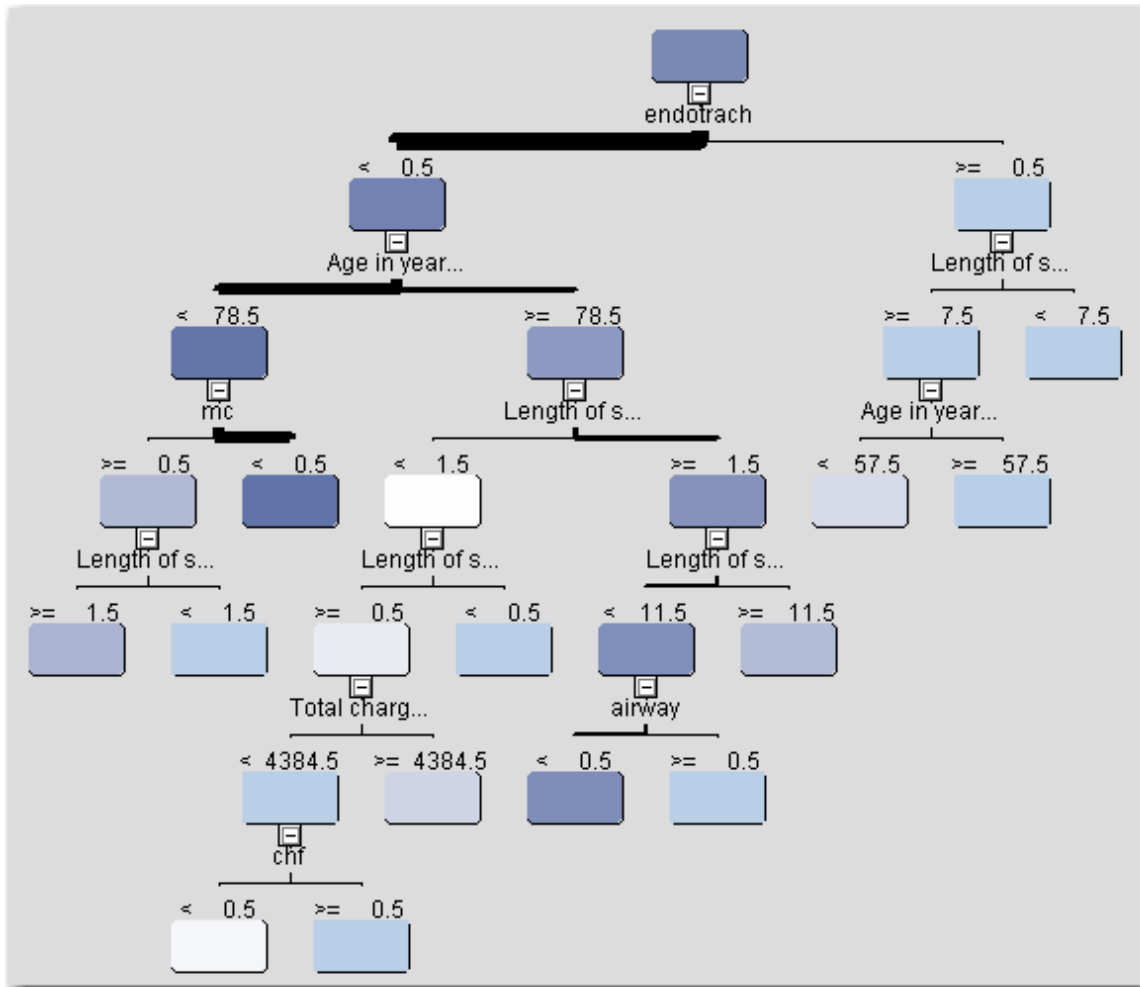 endotrach
< 0.5 >= 0.5
Age in year... Length of s...
< 78.5 >= 78.5 >= 7.5 < 7.5
mc Length of s... Age in year...
>= 0.5 < 0.5 < 1.5 >= 1.5 < 57.5 >= 57.5
Length of s... Length of s... Length of s...
>= 1.5 < 1.5 >= 0.5 < 0.5 < 11.5 >= 11.5
Total charg... airway
< 4384.5 >= 4384.5 < 0.5 >= 0.5
chf
< 0.5 >= 0.5